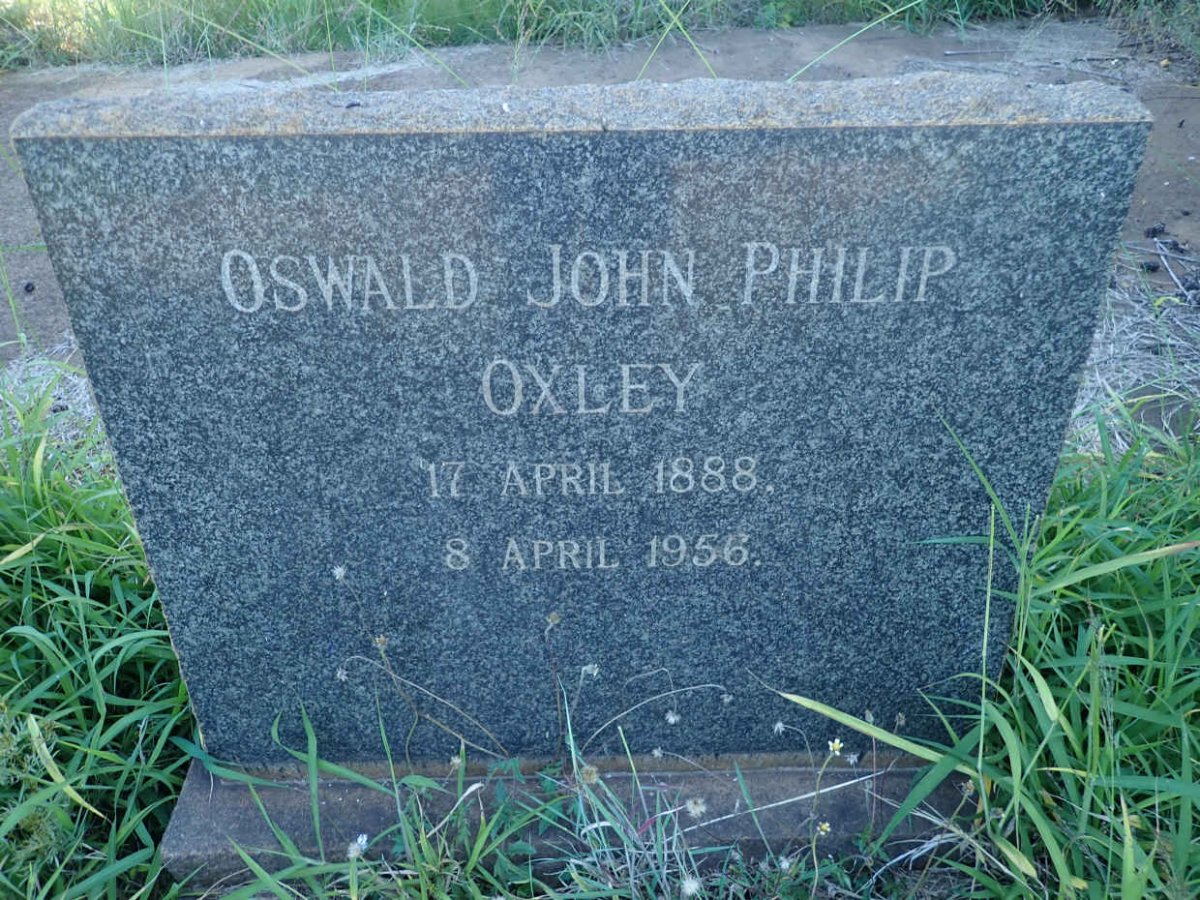 OSWALD JOHN PHILIP
OXLEY
17 APRIL 1888.
8 APRIL 1956.